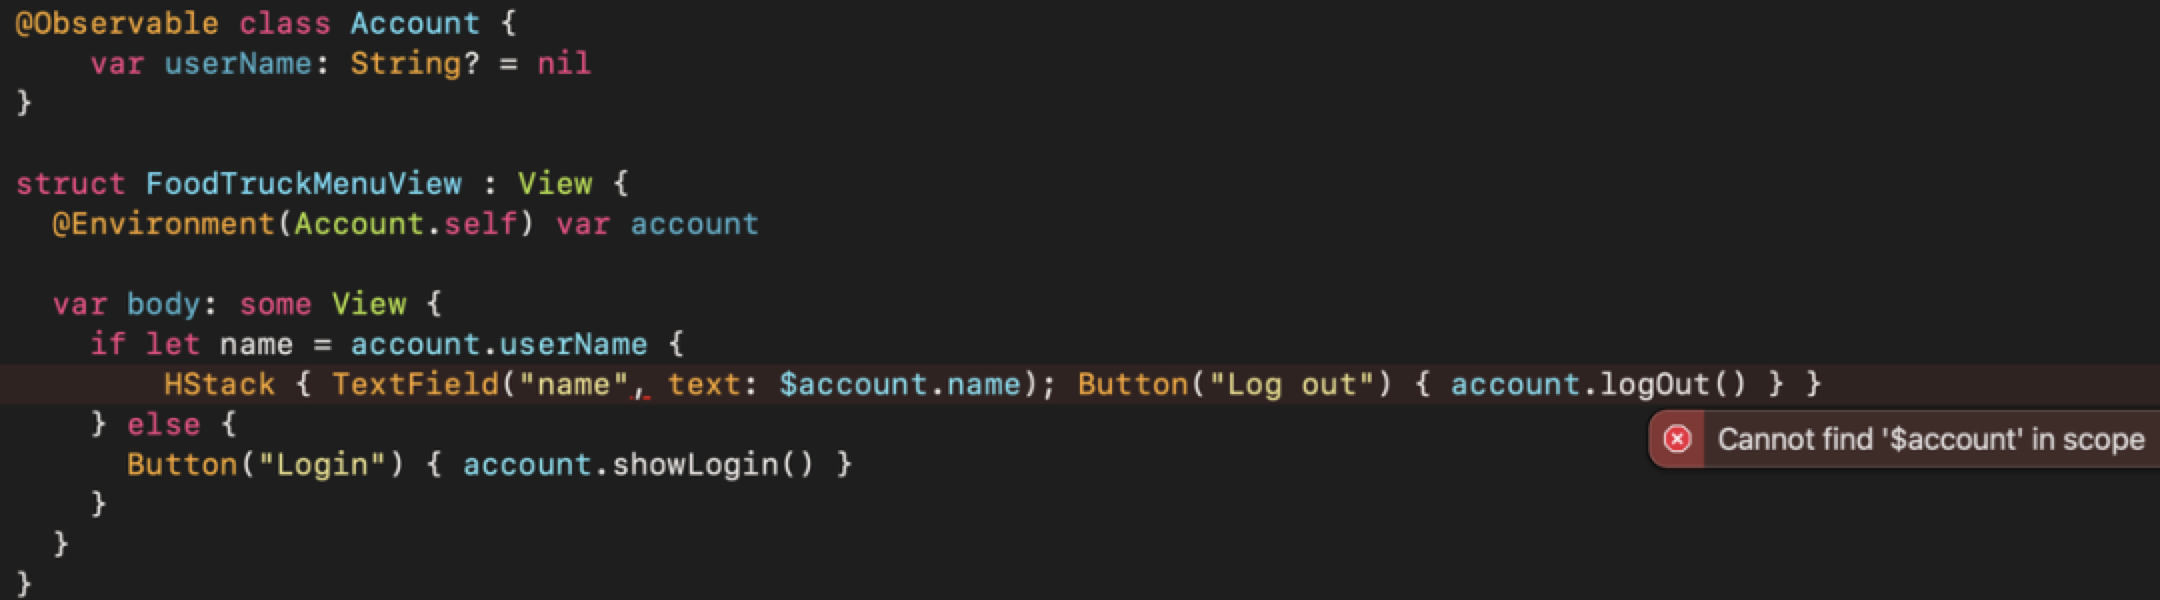 @Observable class Account {
    var userName: String? = nil
}

struct FoodTruckMenuView : View {
  @Environment(Account.self) var account

  var body: some View {
    if let name = account.userName {
        HStack { TextField("name", text: $account.name); Button("Log out") { account.logOut() } }
    } else {
      Button("Login") { account.showLogin() }
    }
  }
}
Cannot find '$account' in scope